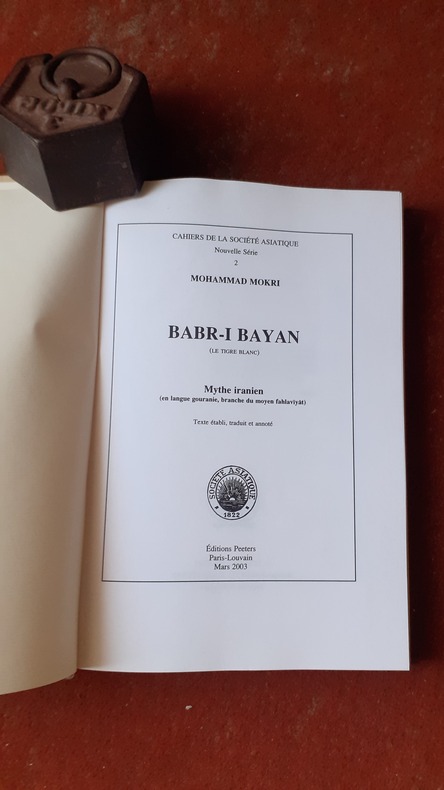 CAHIERS DE LA SOCIÉTÉ ASIATIQUE
Nouvelle Série
2
MOHAMMAD MOKRI
BABR-I BAYAN
(LE TIGRE BLANC)
Mythe iranien
(en langue gouranie, branche du moyen fahlavîyât)
Texte établi, traduit et annoté
SOCIÉTÉ ASIATIQUE
1822
Éditions Peeters
Paris-Louvain
Mars 2003